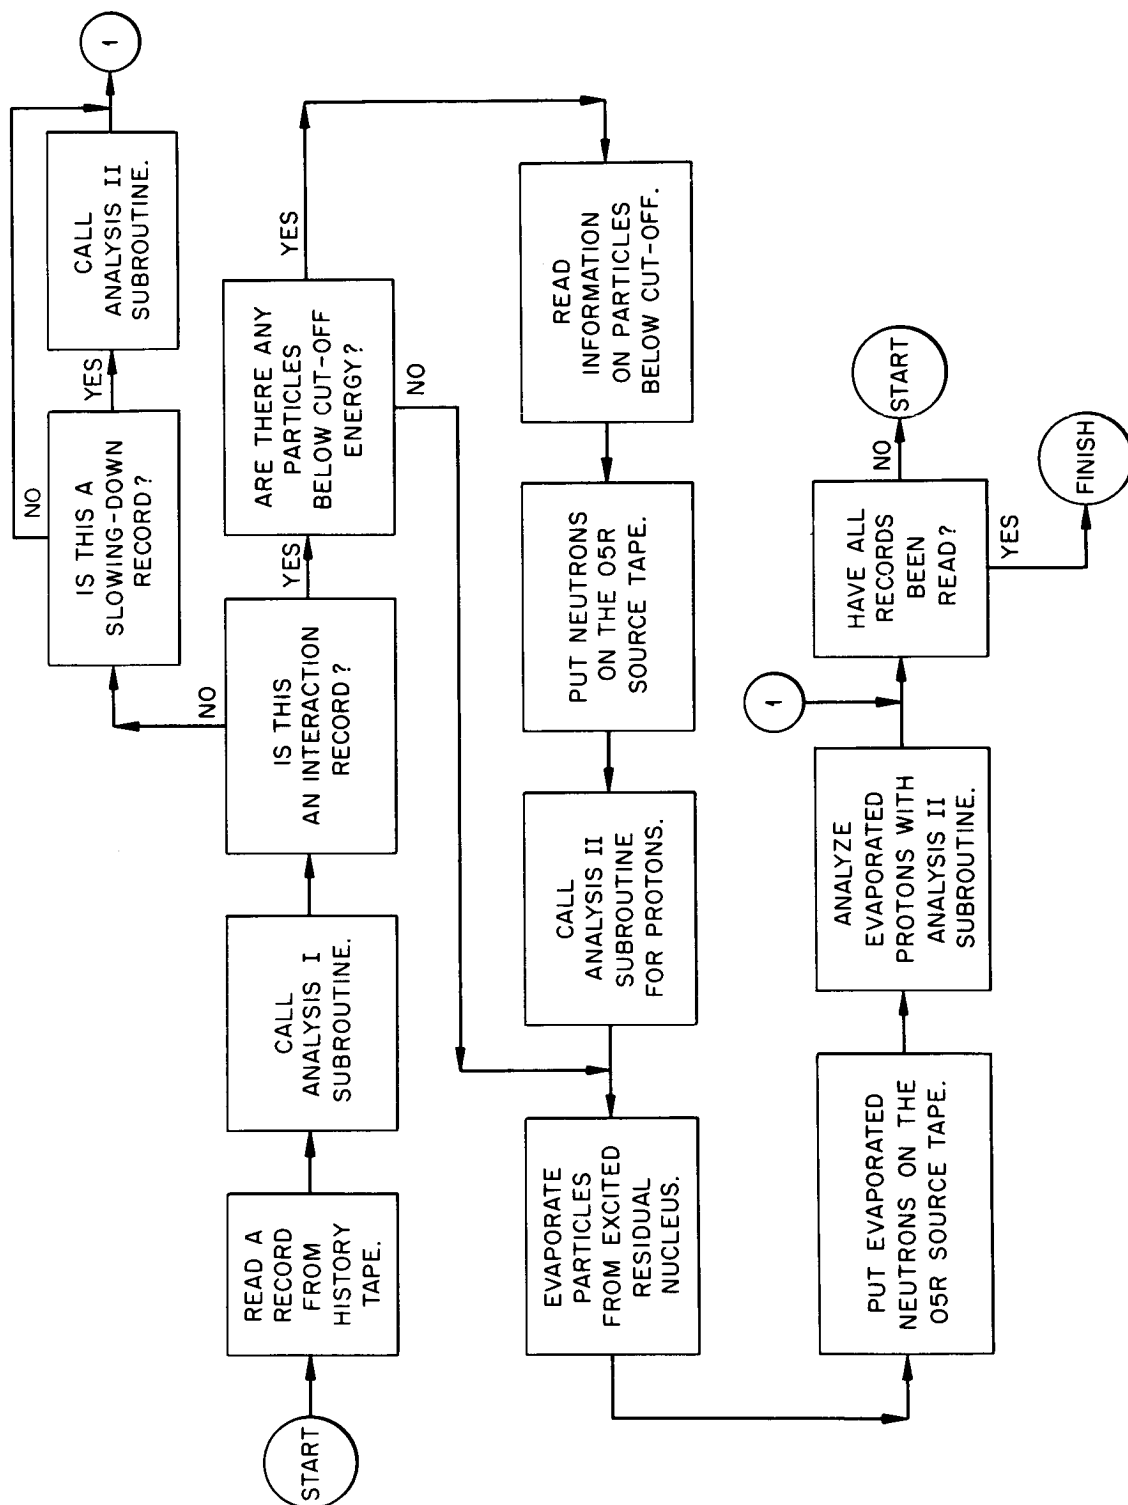 START
READ A
RECORD
FROM
HISTORY
TAPE.
CALL
ANALYSIS I
SUBROUTINE.
IS THIS
AN INTERACTION
RECORD?
NO
YES
IS THIS A
SLOWING-DOWN
RECORD?
NO
YES
CALL
ANALYSIS II
SUBROUTINE.
1
ARE THERE ANY
PARTICLES
BELOW CUT-OFF
ENERGY?
YES
NO
READ
INFORMATION
ON PARTICLES
BELOW CUT-OFF.
PUT NEUTRONS
ON THE O5R
SOURCE TAPE.
CALL
ANALYSIS II
SUBROUTINE
FOR PROTONS.
EVAPORATE
PARTICLES
FROM EXCITED
RESIDUAL
NUCLEUS.
PUT EVAPORATED
NEUTRONS ON THE
O5R SOURCE TAPE.
ANALYZE
EVAPORATED
PROTONS WITH
ANALYSIS II
SUBROUTINE.
1
HAVE ALL
RECORDS
BEEN
READ?
NO
START
YES
FINISH